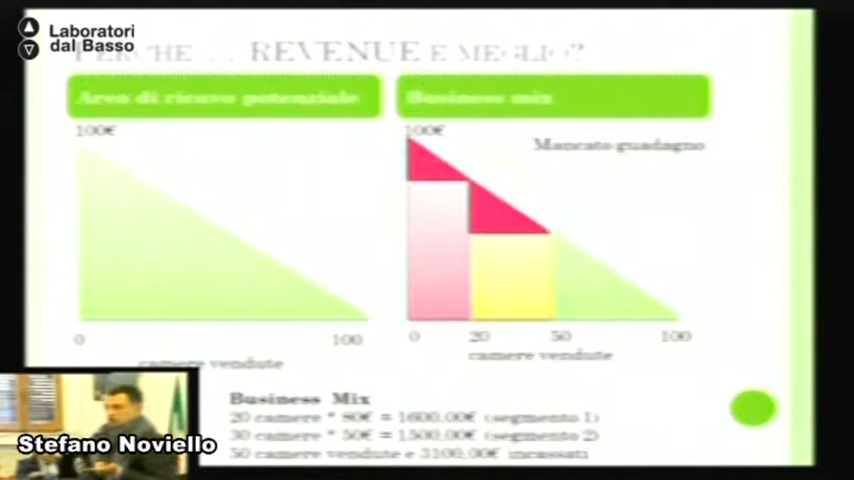 Laboratori
dal Basso
PERCHE … REVENUE E MEGLIO?
Area di ricavo potenziale
Business mix
100€
100€
Mancato guadagno
0
100
0
20
50
100
camere vendute
camere vendute
Business Mix
20 camere * 80€ = 1600,00€ (segmento 1)
30 camere * 50€ = 1500,00€ (segmento 2)
50 camere vendute e 3100,00€ incassati
Stefano Noviello